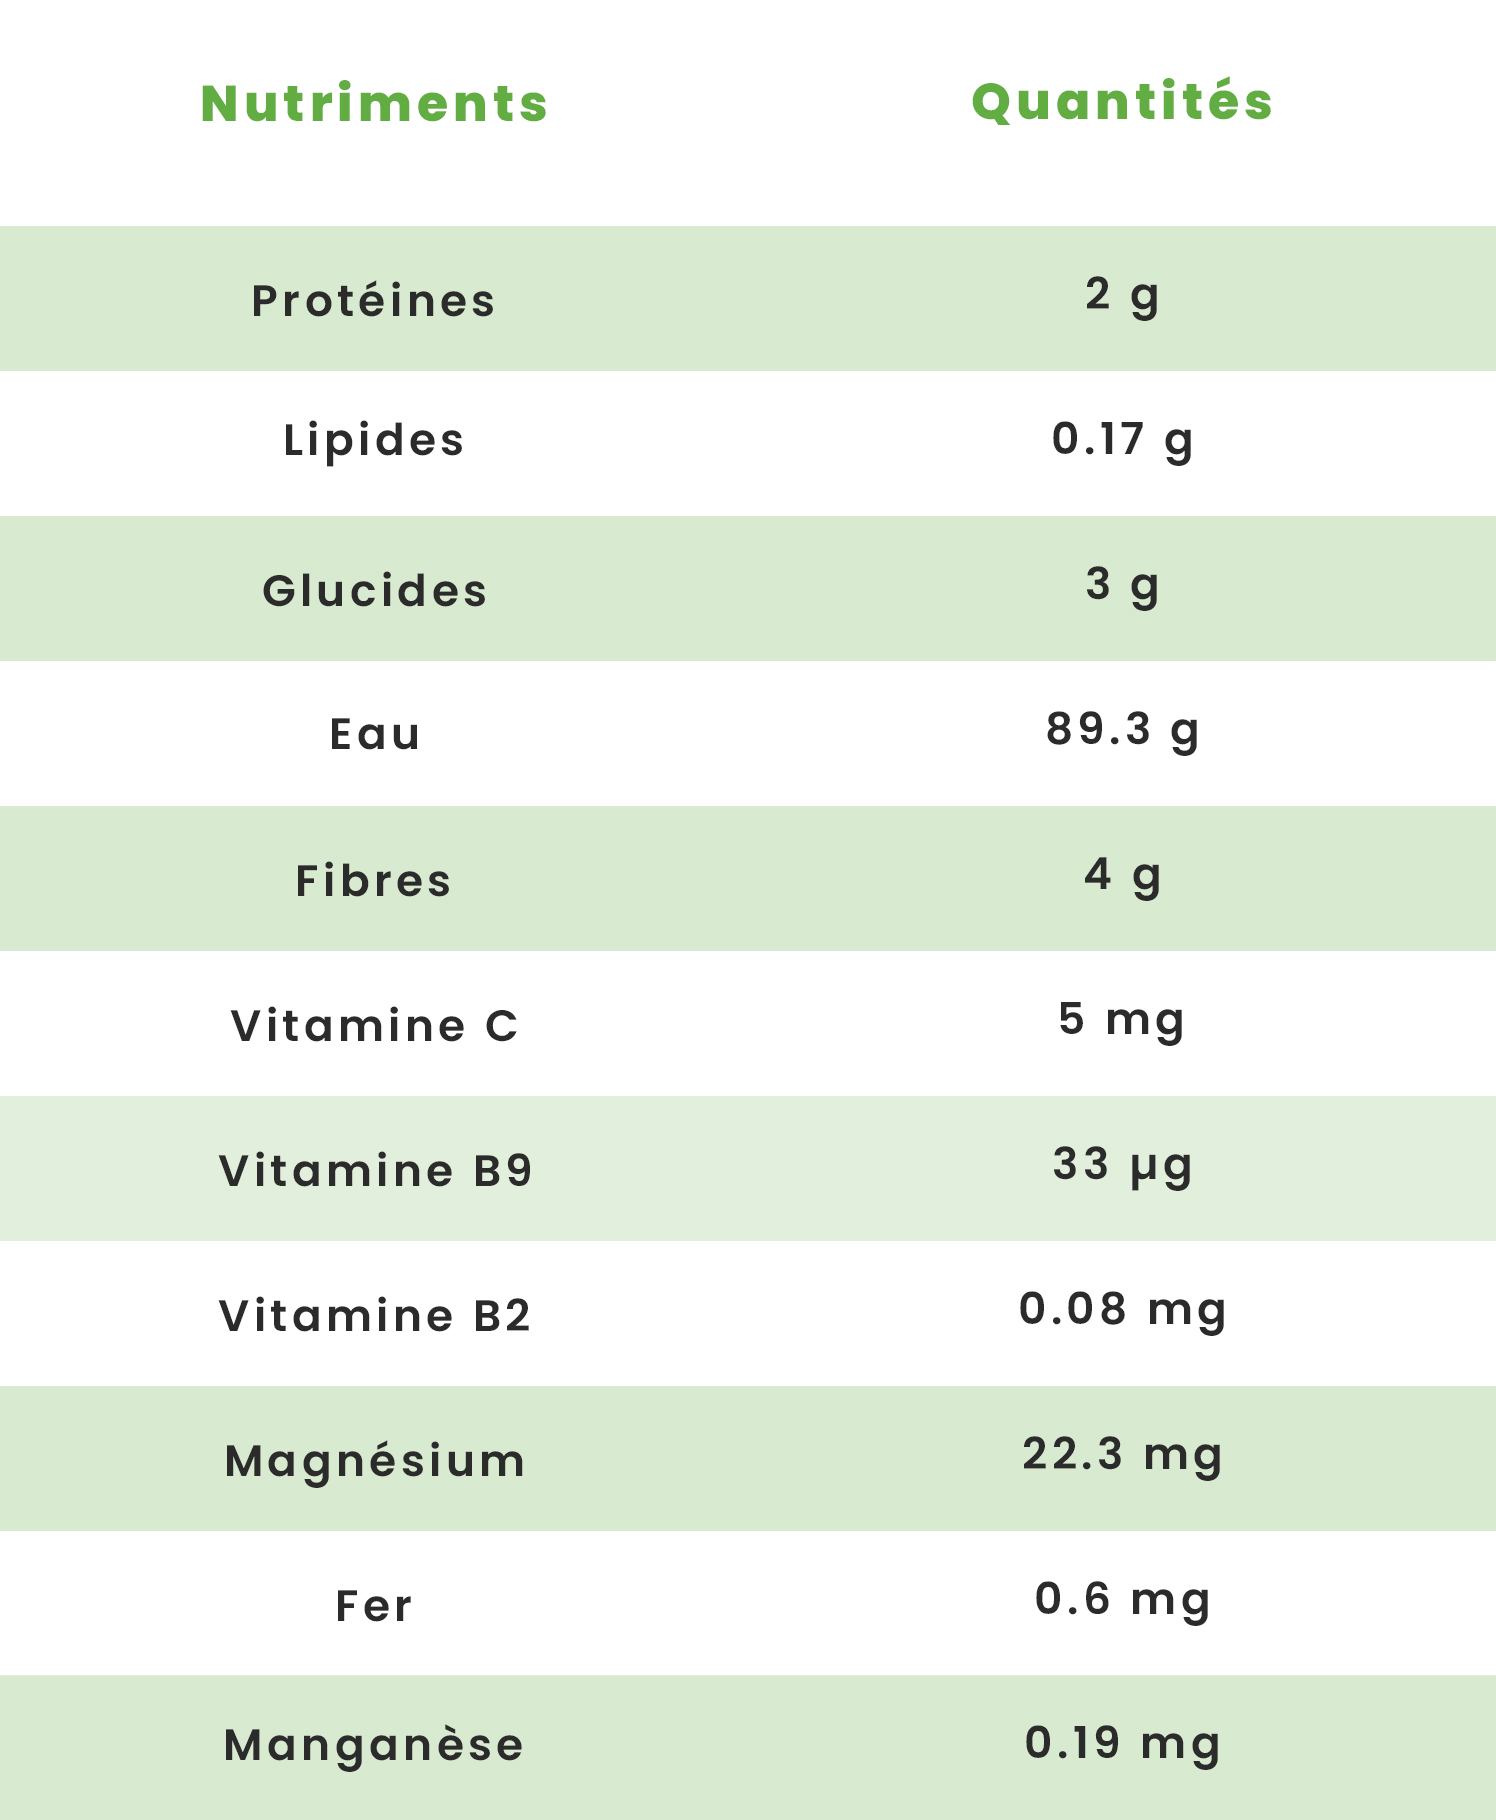 Nutriments Quantités
Protéines 2 g
Lipides 0.17 g
Glucides 3 g
Eau 89.3 g
Fibres 4 g
Vitamine C 5 mg
Vitamine B9 33 µg
Vitamine B2 0.08 mg
Magnésium 22.3 mg
Fer 0.6 mg
Manganèse 0.19 mg